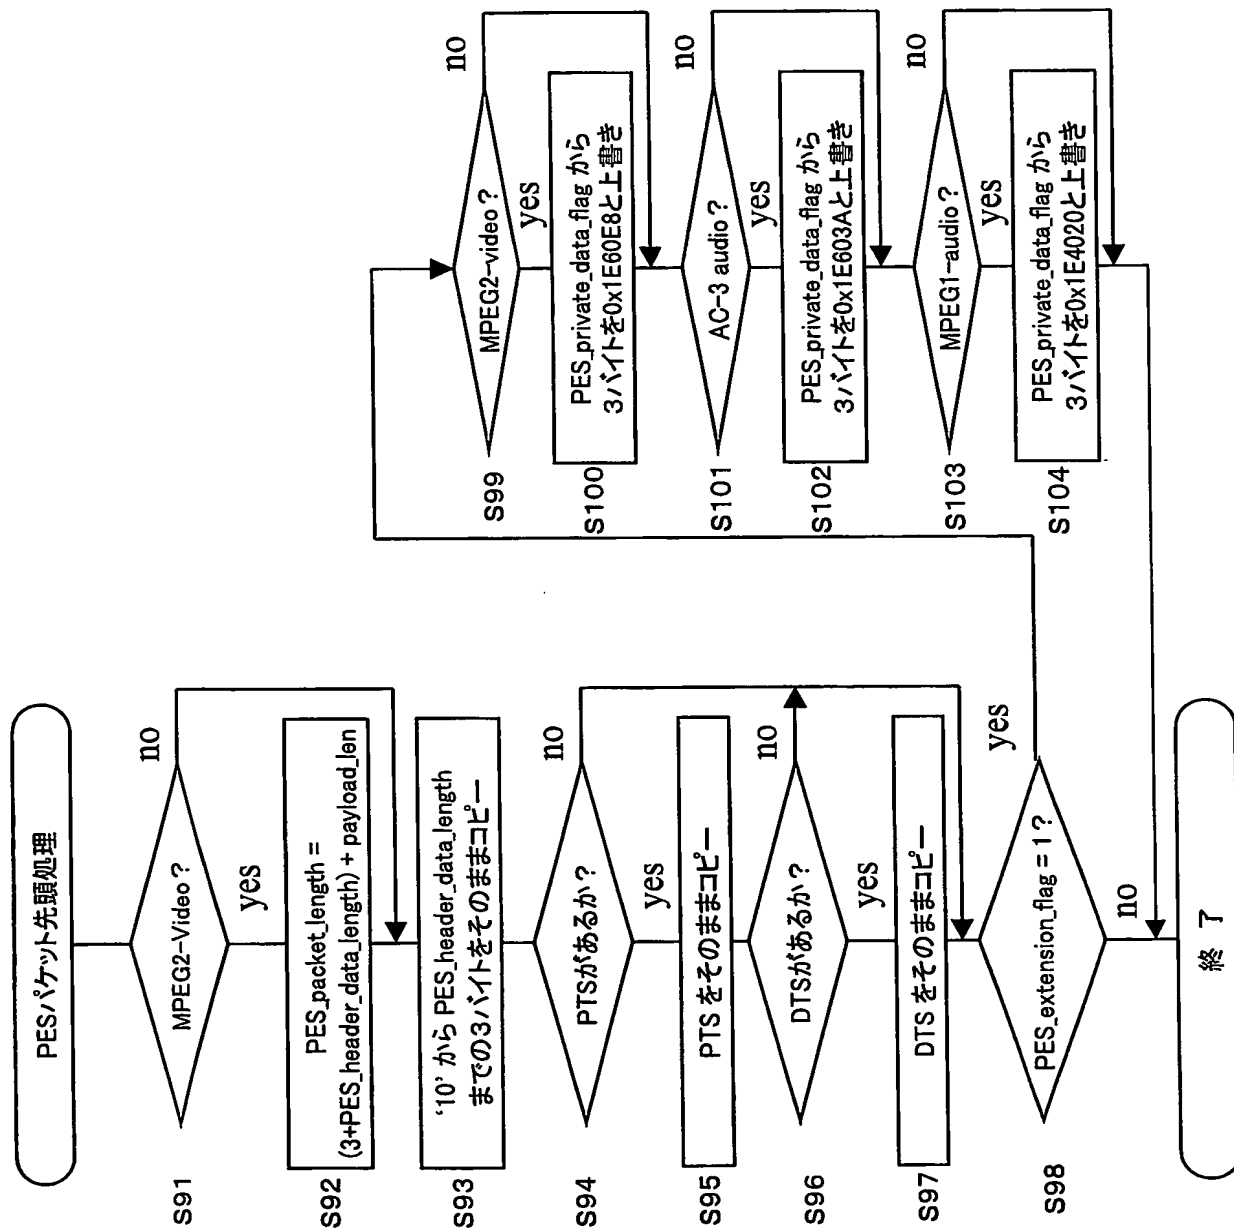 PESパケット先頭処理
S91
MPEG2-Video?
no
yes
S92
PES_packet_length =
(3+PES_header_data_length) + payload_len
S93
‘10’ から PES_header_data_length
までの3バイトをそのままコピー
S94
PTSがあるか?
no
yes
S95
PTS をそのままコピー
S96
DTSがあるか?
no
yes
S97
DTS をそのままコピー
S98
PES_extension_flag = 1?
yes
no
終 了
S99
MPEG2-video?
no
yes
S100
PES_private_data_flag から
3バイトを0x1E60E8と上書き
S101
AC-3 audio?
no
yes
S102
PES_private_data_flag から
3バイトを0x1E603Aと上書き
S103
MPEG1-audio?
no
yes
S104
PES_private_data_flag から
3バイトを0x1E4020と上書き